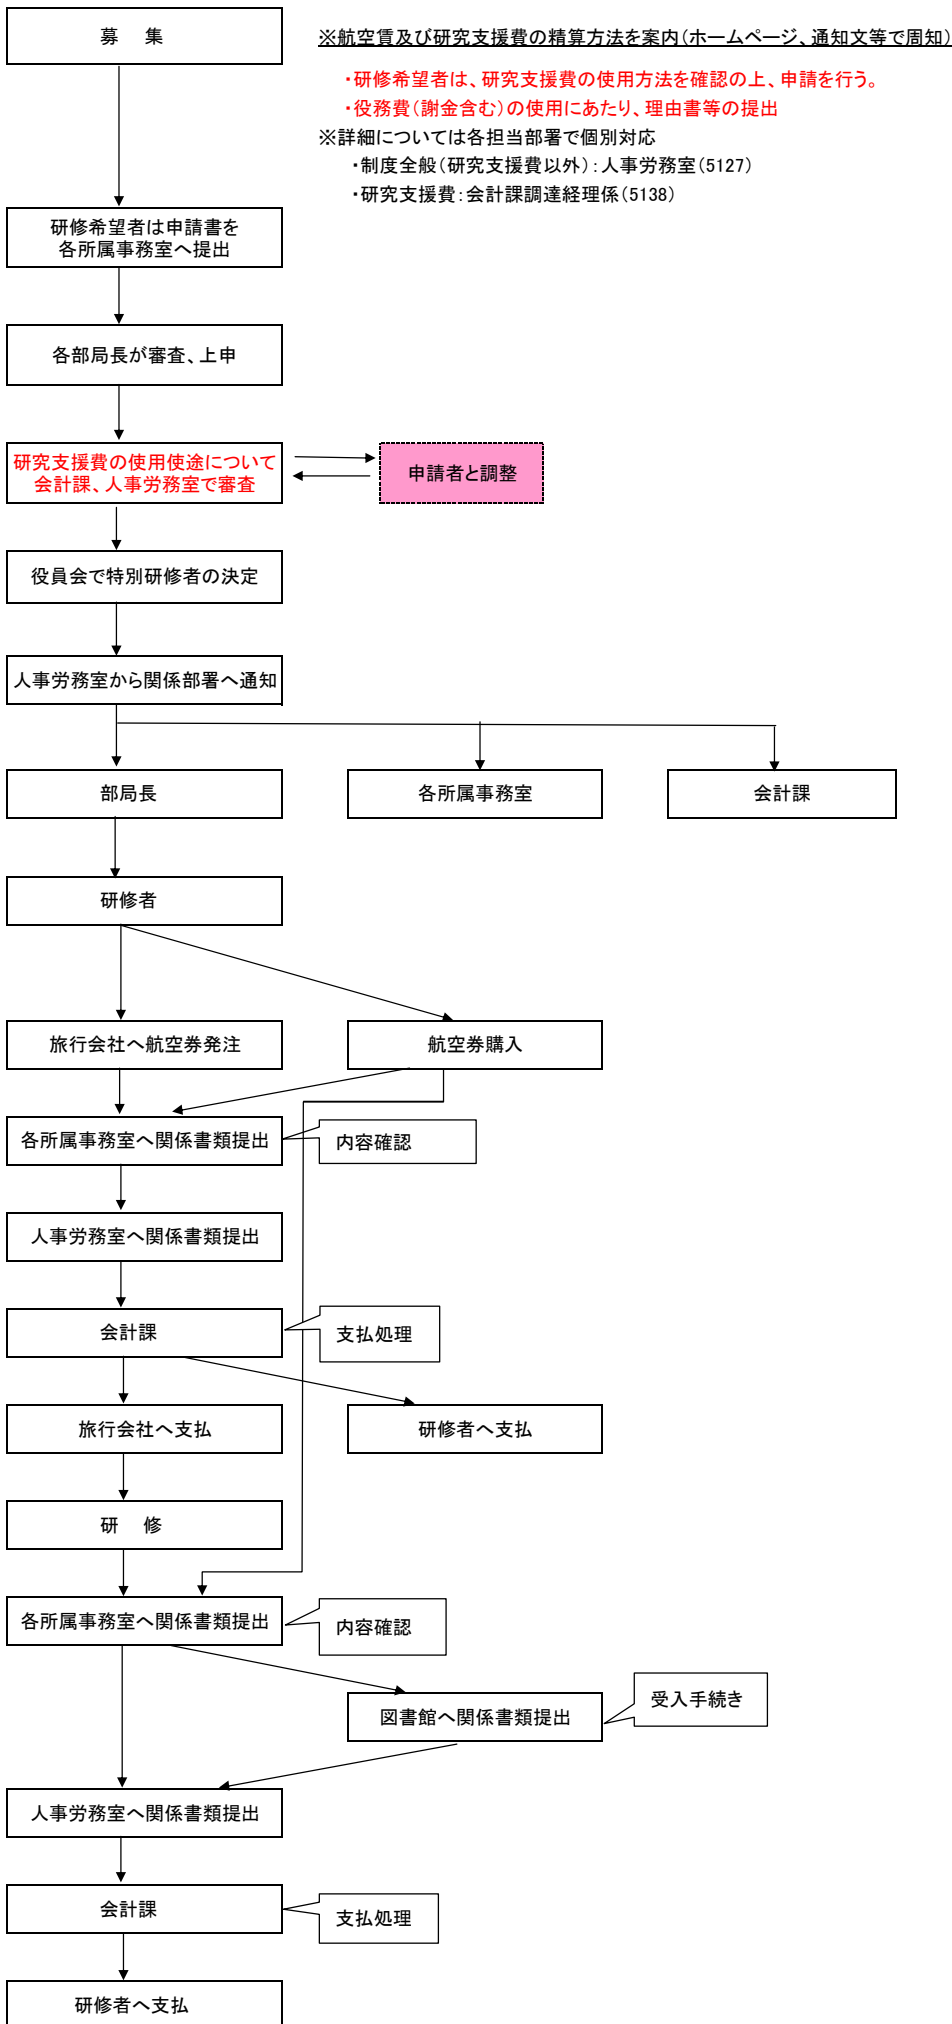 募　集
※航空賃及び研究支援費の精算方法を案内(ホームページ、通知文等で周知)
・研修希望者は、研究支援費の使用方法を確認の上、申請を行う。
・役務費(謝金含む)の使用にあたり、理由書等の提出
※詳細については各担当部署で個別対応
・制度全般(研究支援費以外):人事労務室(5127)
・研究支援費:会計課調達経理係(5138)
研修希望者は申請書を
各所属事務室へ提出
各部局長が審査、上申
研究支援費の使用使途について
会計課、人事労務室で審査
申請者と調整
役員会で特別研修者の決定
人事労務室から関係部署へ通知
部局長
各所属事務室
会計課
研修者
旅行会社へ航空券発注
航空券購入
各所属事務室へ関係書類提出
内容確認
人事労務室へ関係書類提出
会計課
支払処理
旅行会社へ支払
研修者へ支払
研　修
各所属事務室へ関係書類提出
内容確認
図書館へ関係書類提出
受入手続き
人事労務室へ関係書類提出
会計課
支払処理
研修者へ支払